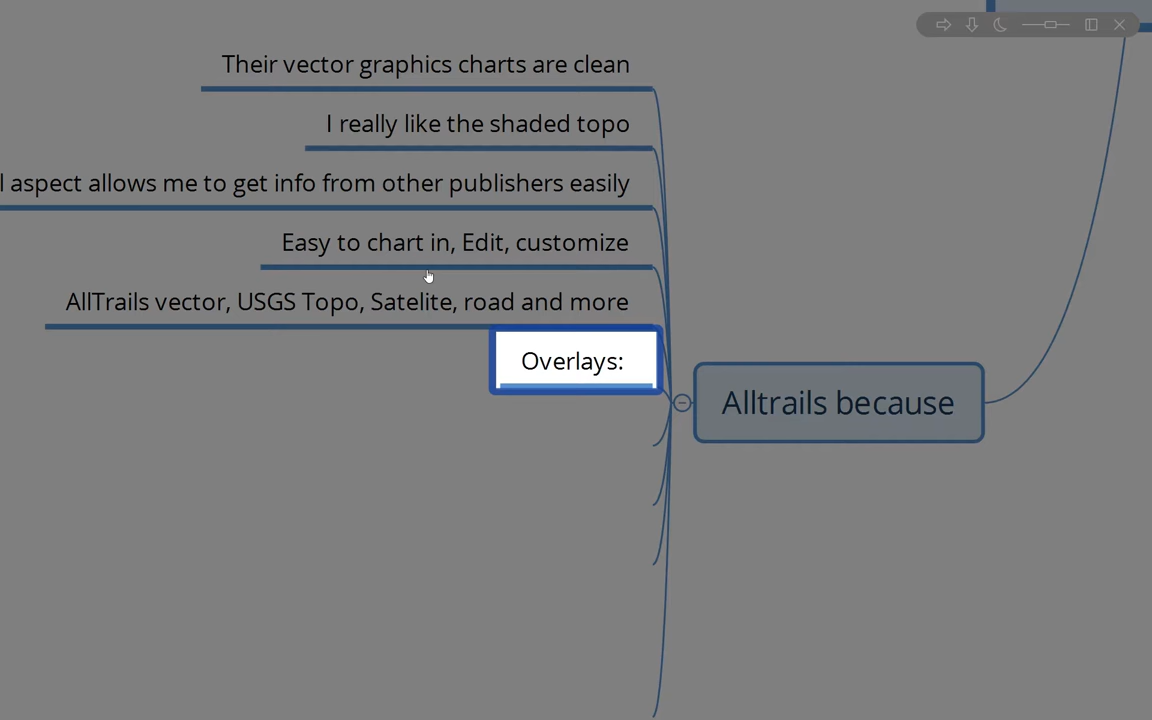 Their vector graphics charts are clean
I really like the shaded topo
aspect allows me to get info from other publishers easily
Easy to chart in, Edit, customize
AllTrails vector, USGS Topo, Satelite, road and more
Overlays:
Alltrails because